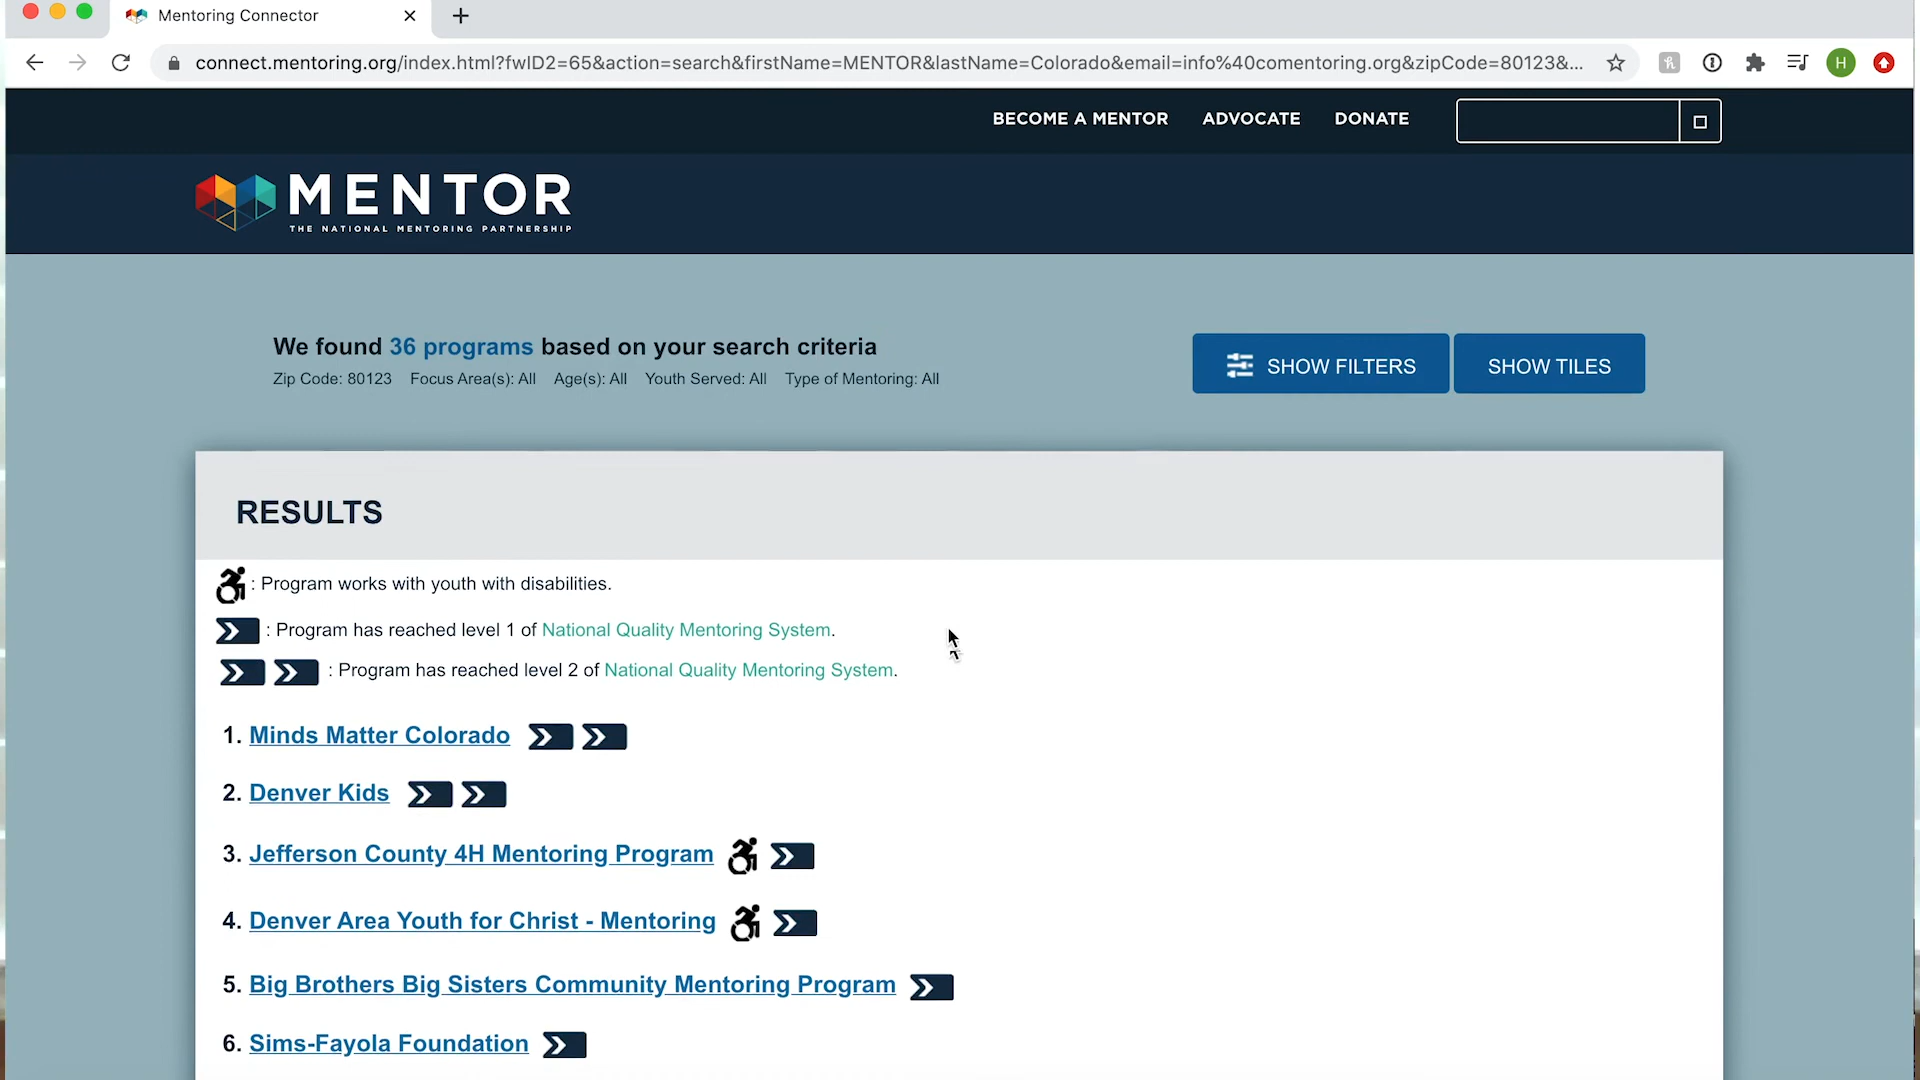 Mentoring Connector
connect.mentoring.org/index.html?fwID2=65&action=search&firstName=MENTOR&lastName=Colorado&email=info%40comentoring.org&zipCode=80123&...
H
BECOME A MENTOR ADVOCATE DONATE
MENTOR
THE NATIONAL MENTORING PARTNERSHIP
We found 36 programs based on your search criteria
Zip Code: 80123 Focus Area(s): All Age(s): All Youth Served: All Type of Mentoring: All
SHOW FILTERS SHOW TILES
RESULTS
: Program works with youth with disabilities.
: Program has reached level 1 of National Quality Mentoring System.
: Program has reached level 2 of National Quality Mentoring System.
1. Minds Matter Colorado
2. Denver Kids
3. Jefferson County 4H Mentoring Program
4. Denver Area Youth for Christ - Mentoring
5. Big Brothers Big Sisters Community Mentoring Program
6. Sims-Fayola Foundation